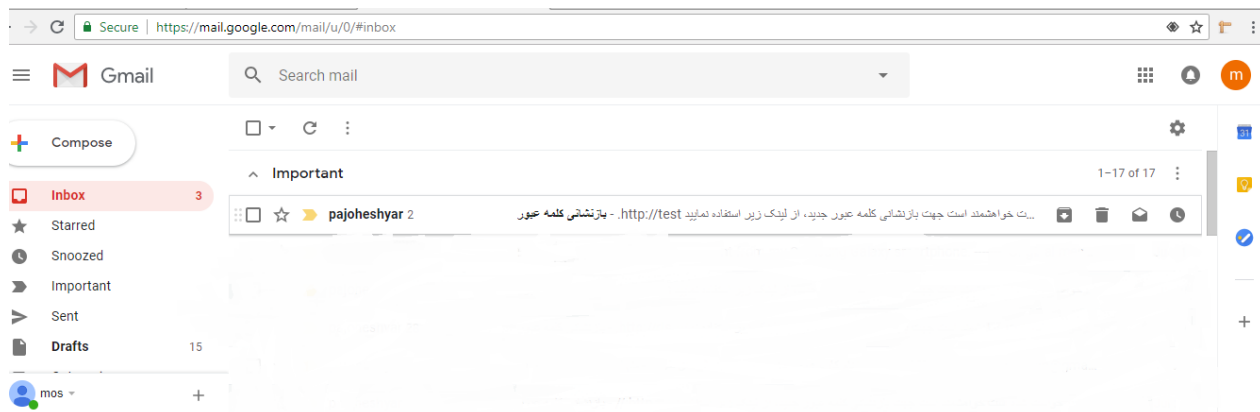 Secure | https://mail.google.com/mail/u/0/#inbox
Gmail
Search mail
m
Compose
31
Important
1–17 of 17
Inbox 3
pajoheshyar 2
بازنشانی کلمه عبور - .http://test ت خواهشمند است جهت بازنشانی کلمه عبور جدید، از لینک زیر استفاده نمایید...
Starred
Snoozed
Important
Sent
Drafts 15
mos